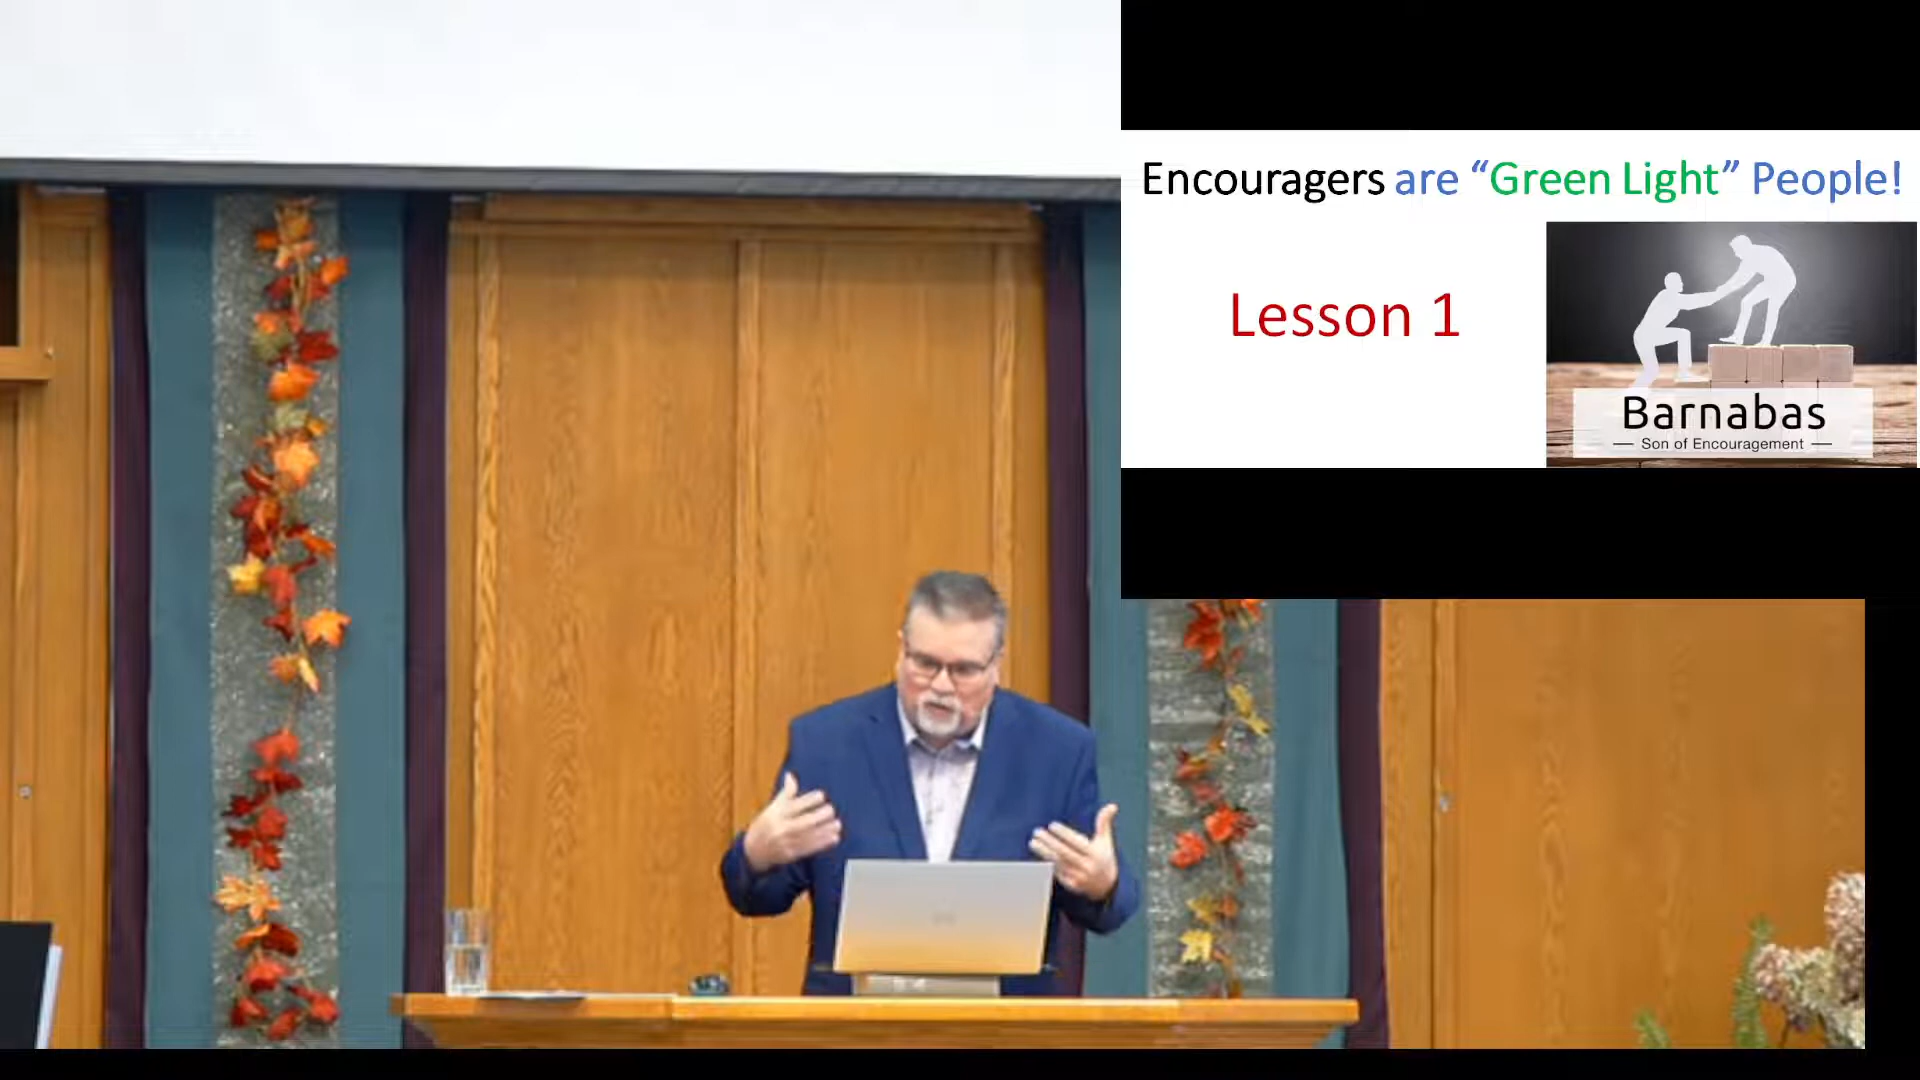 Encouragers are “Green Light” People!
Lesson 1
Barnabas
Son of Encouragement